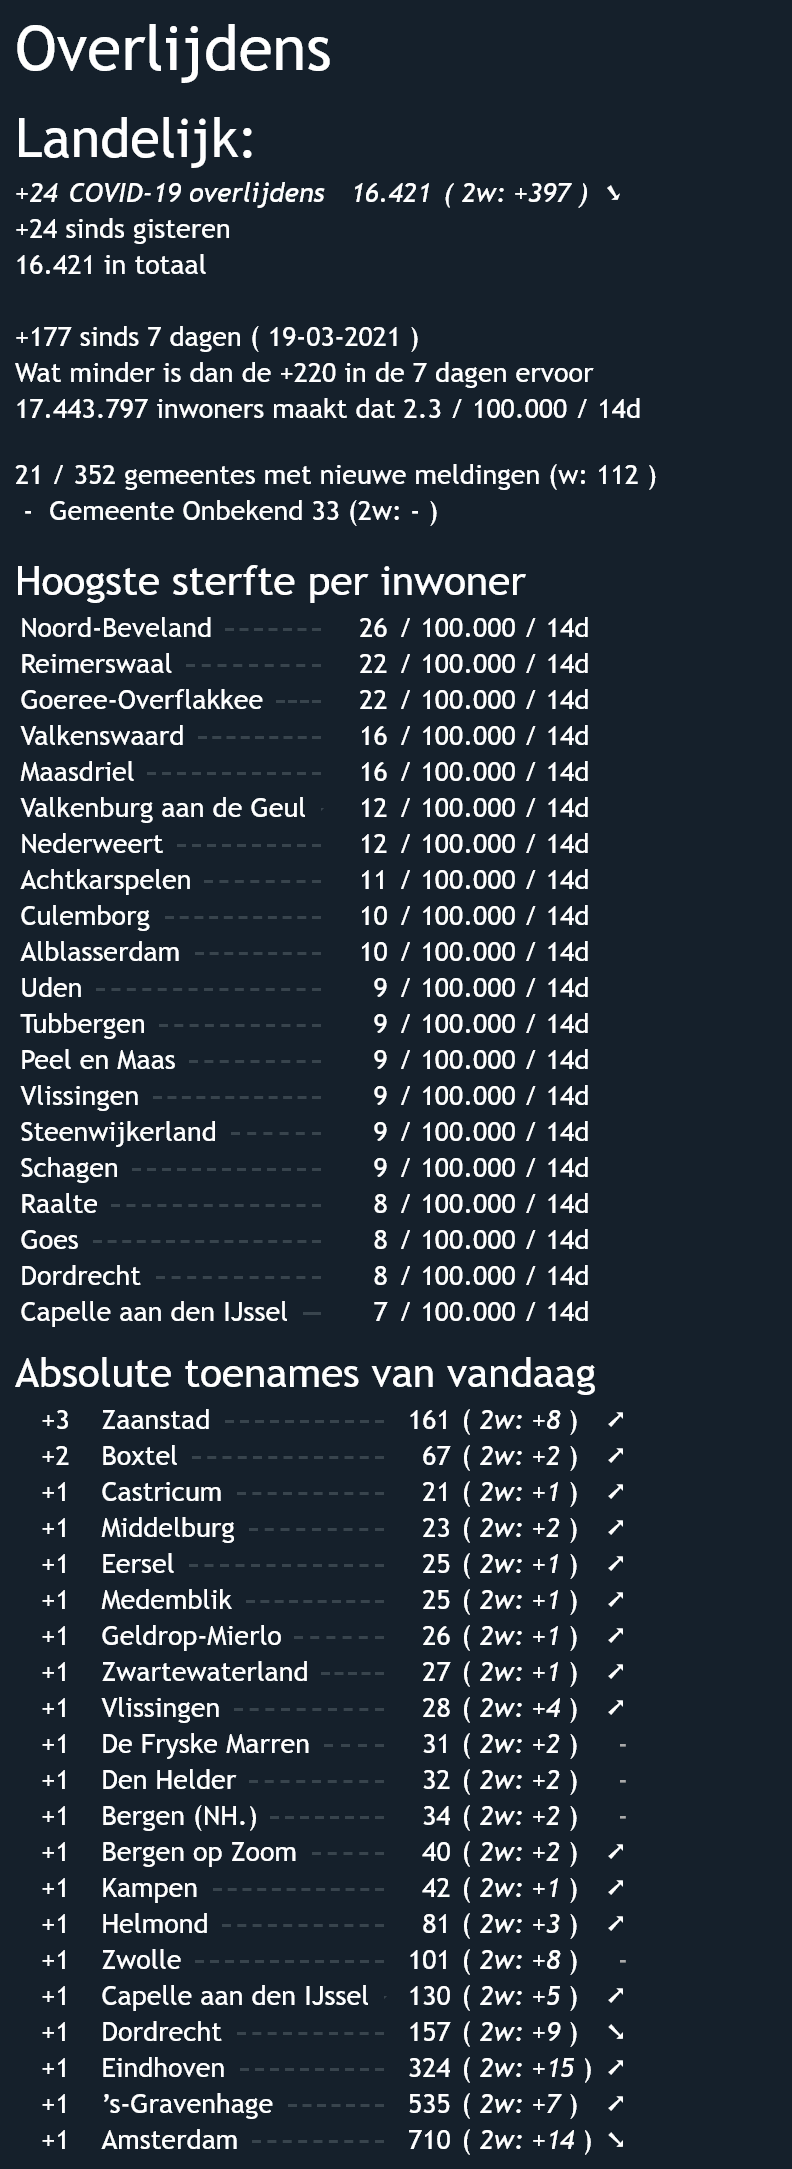 Overlijdens
Landelijk:
+24 COVID-19 overlijdens 16.421 ( 2w: +397 ) ➘
+24 sinds gisteren
16.421 in totaal
+177 sinds 7 dagen ( 19-03-2021 )
Wat minder is dan de +220 in de 7 dagen ervoor
17.443.797 inwoners maakt dat 2.3 / 100.000 / 14d
21 / 352 gemeentes met nieuwe meldingen (w: 112 )
- Gemeente Onbekend 33 (2w: - )
Hoogste sterfte per inwoner
Noord-Beveland ------- 26 / 100.000 / 14d
Reimerswaal --------- 22 / 100.000 / 14d
Goeree-Overflakkee ---- 22 / 100.000 / 14d
Valkenswaard --------- 16 / 100.000 / 14d
Maasdriel ------------ 16 / 100.000 / 14d
Valkenburg aan de Geul - 12 / 100.000 / 14d
Nederweert ---------- 12 / 100.000 / 14d
Achtkarspelen -------- 11 / 100.000 / 14d
Culemborg ----------- 10 / 100.000 / 14d
Alblasserdam --------- 10 / 100.000 / 14d
Uden --------------- 9 / 100.000 / 14d
Tubbergen ----------- 9 / 100.000 / 14d
Peel en Maas --------- 9 / 100.000 / 14d
Vlissingen ------------ 9 / 100.000 / 14d
Steenwijkerland ------ 9 / 100.000 / 14d
Schagen ------------- 9 / 100.000 / 14d
Raalte -------------- 8 / 100.000 / 14d
Goes ---------------- 8 / 100.000 / 14d
Dordrecht ----------- 8 / 100.000 / 14d
Capelle aan den IJssel — 7 / 100.000 / 14d
Absolute toenames van vandaag
+3 Zaanstad ----------- 161 ( 2w: +8 ) ➚
+2 Boxtel ------------- 67 ( 2w: +2 ) ➚
+1 Castricum ---------- 21 ( 2w: +1 ) ➚
+1 Middelburg --------- 23 ( 2w: +2 ) ➚
+1 Eersel ------------- 25 ( 2w: +1 ) ➚
+1 Medemblik ---------- 25 ( 2w: +1 ) ➚
+1 Geldrop-Mierlo ------ 26 ( 2w: +1 ) ➚
+1 Zwartewaterland ----- 27 ( 2w: +1 ) ➚
+1 Vlissingen ---------- 28 ( 2w: +4 ) ➚
+1 De Fryske Marren ---- 31 ( 2w: +2 ) -
+1 Den Helder --------- 32 ( 2w: +2 ) -
+1 Bergen (NH.) -------- 34 ( 2w: +2 ) -
+1 Bergen op Zoom ----- 40 ( 2w: +2 ) ➚
+1 Kampen ------------ 42 ( 2w: +1 ) ➚
+1 Helmond ----------- 81 ( 2w: +3 ) ➚
+1 Zwolle ------------- 101 ( 2w: +8 ) -
+1 Capelle aan den IJssel - 130 ( 2w: +5 ) ➚
+1 Dordrecht ---------- 157 ( 2w: +9 ) ➘
+1 Eindhoven ---------- 324 ( 2w: +15 ) ➚
+1 ’s-Gravenhage ------- 535 ( 2w: +7 ) ➚
+1 Amsterdam --------- 710 ( 2w: +14 ) ➘